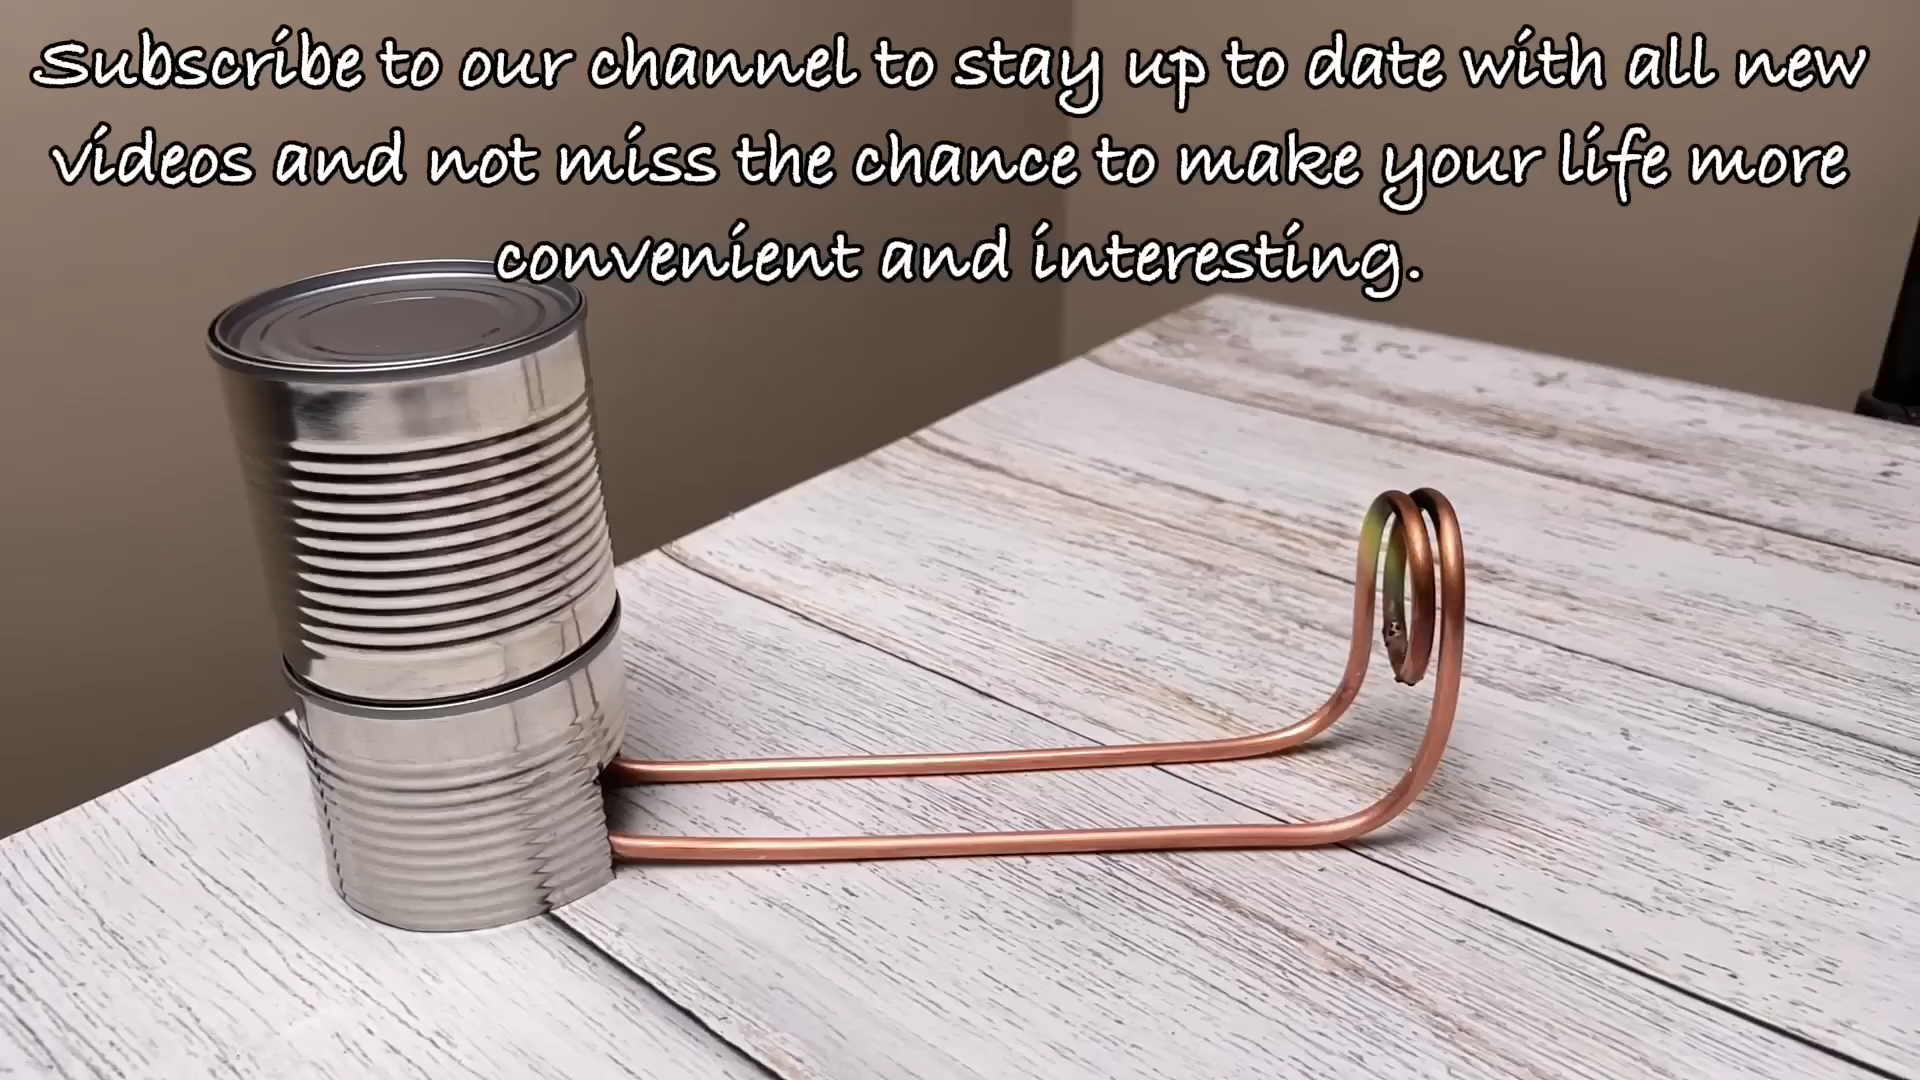 Subscribe to our channel to stay up to date with all new
videos and not miss the chance to make your life more
convenient and interesting.